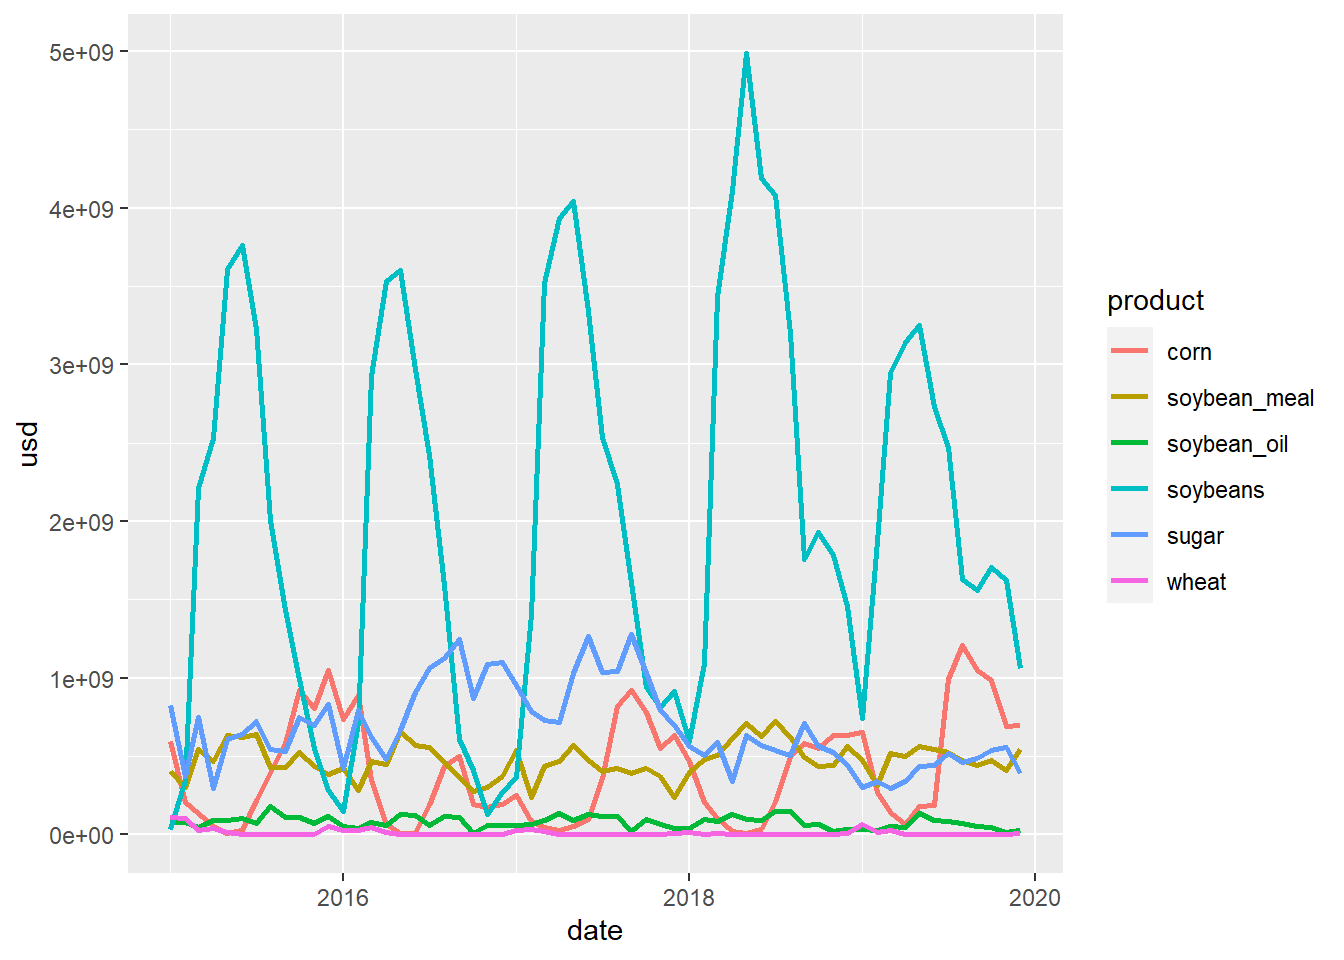 5e+09
4e+09
3e+09
2e+09
1e+09
0e+00
usd
2016
2018
2020
date
product
corn
soybean_meal
soybean_oil
soybeans
sugar
wheat